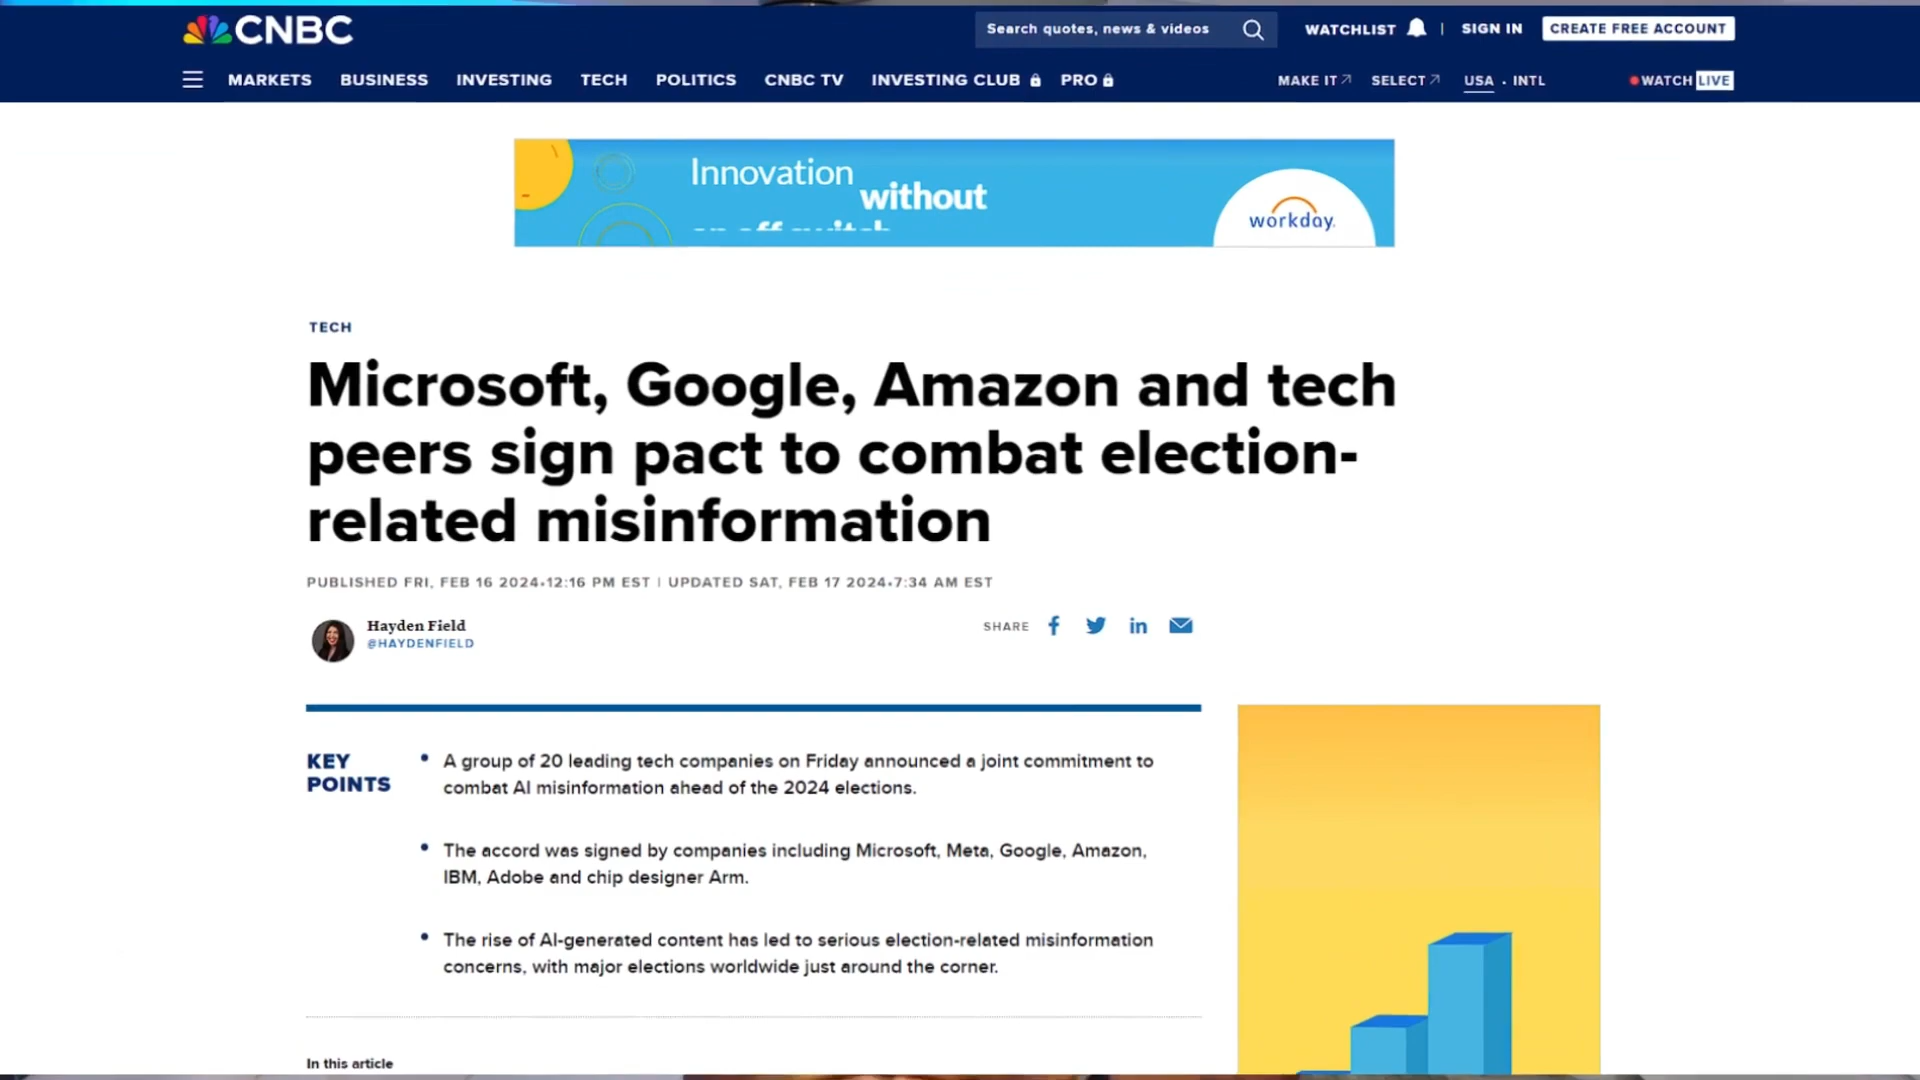 CNBC
Search quotes, news & videos
WATCHLIST
SIGN IN
CREATE FREE ACCOUNT
MARKETS
BUSINESS
INVESTING
TECH
POLITICS
CNBC TV
INVESTING CLUB
PRO
MAKE IT
SELECT
USA · INTL
WATCH LIVE
Innovation
without
workday.
TECH
Microsoft, Google, Amazon and tech
peers sign pact to combat election-
related misinformation
PUBLISHED FRI, FEB 16 2024•12:16 PM EST | UPDATED SAT, FEB 17 2024•7:34 AM EST
Hayden Field
@HAYDENFIELD
SHARE
KEY
POINTS
• A group of 20 leading tech companies on Friday announced a joint commitment to
combat AI misinformation ahead of the 2024 elections.
• The accord was signed by companies including Microsoft, Meta, Google, Amazon,
IBM, Adobe and chip designer Arm.
• The rise of AI-generated content has led to serious election-related misinformation
concerns, with major elections worldwide just around the corner.
In this article